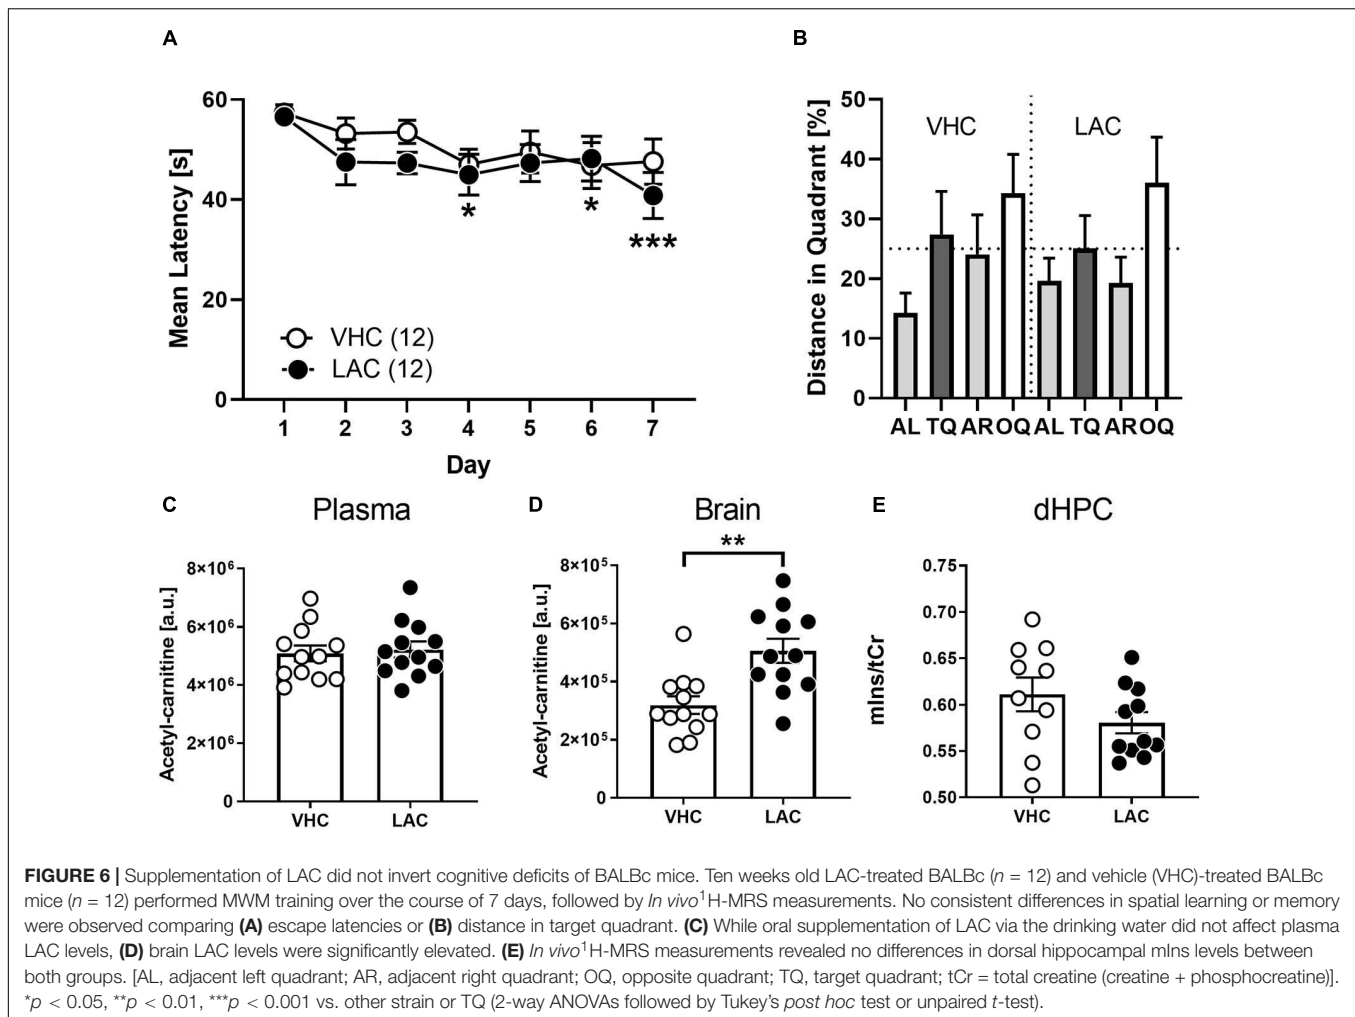 A
60
40
20
0
Mean Latency [s]
VHC (12)
LAC (12)
*
*
***
1 2 3 4 5 6 7
Day
B
50
40
30
20
10
0
Distance in Quadrant [%]
VHC
LAC
AL TQ AR OQ AL TQ AR OQ
C
Plasma
8×10⁶
6×10⁶
4×10⁶
2×10⁶
0
Acetyl-carnitine [a.u.]
VHC
LAC
D
Brain
**
8×10⁵
6×10⁵
4×10⁵
2×10⁵
0
Acetyl-carnitine [a.u.]
VHC
LAC
E
dHPC
0.75
0.70
0.65
0.60
0.55
0.50
mIns/tCr
VHC
LAC
FIGURE 6 | Supplementation of LAC did not invert cognitive deficits of BALBc mice. Ten weeks old LAC-treated BALBc (n = 12) and vehicle (VHC)-treated BALBc
mice (n = 12) performed MWM training over the course of 7 days, followed by In vivo¹H-MRS measurements. No consistent differences in spatial learning or memory
were observed comparing (A) escape latencies or (B) distance in target quadrant. (C) While oral supplementation of LAC via the drinking water did not affect plasma
LAC levels, (D) brain LAC levels were significantly elevated. (E) In vivo¹H-MRS measurements revealed no differences in dorsal hippocampal mIns levels between
both groups. [AL, adjacent left quadrant; AR, adjacent right quadrant; OQ, opposite quadrant; TQ, target quadrant; tCr = total creatine (creatine + phosphocreatine)].
*p < 0.05, **p < 0.01, ***p < 0.001 vs. other strain or TQ (2-way ANOVAs followed by Tukey's post hoc test or unpaired t-test).